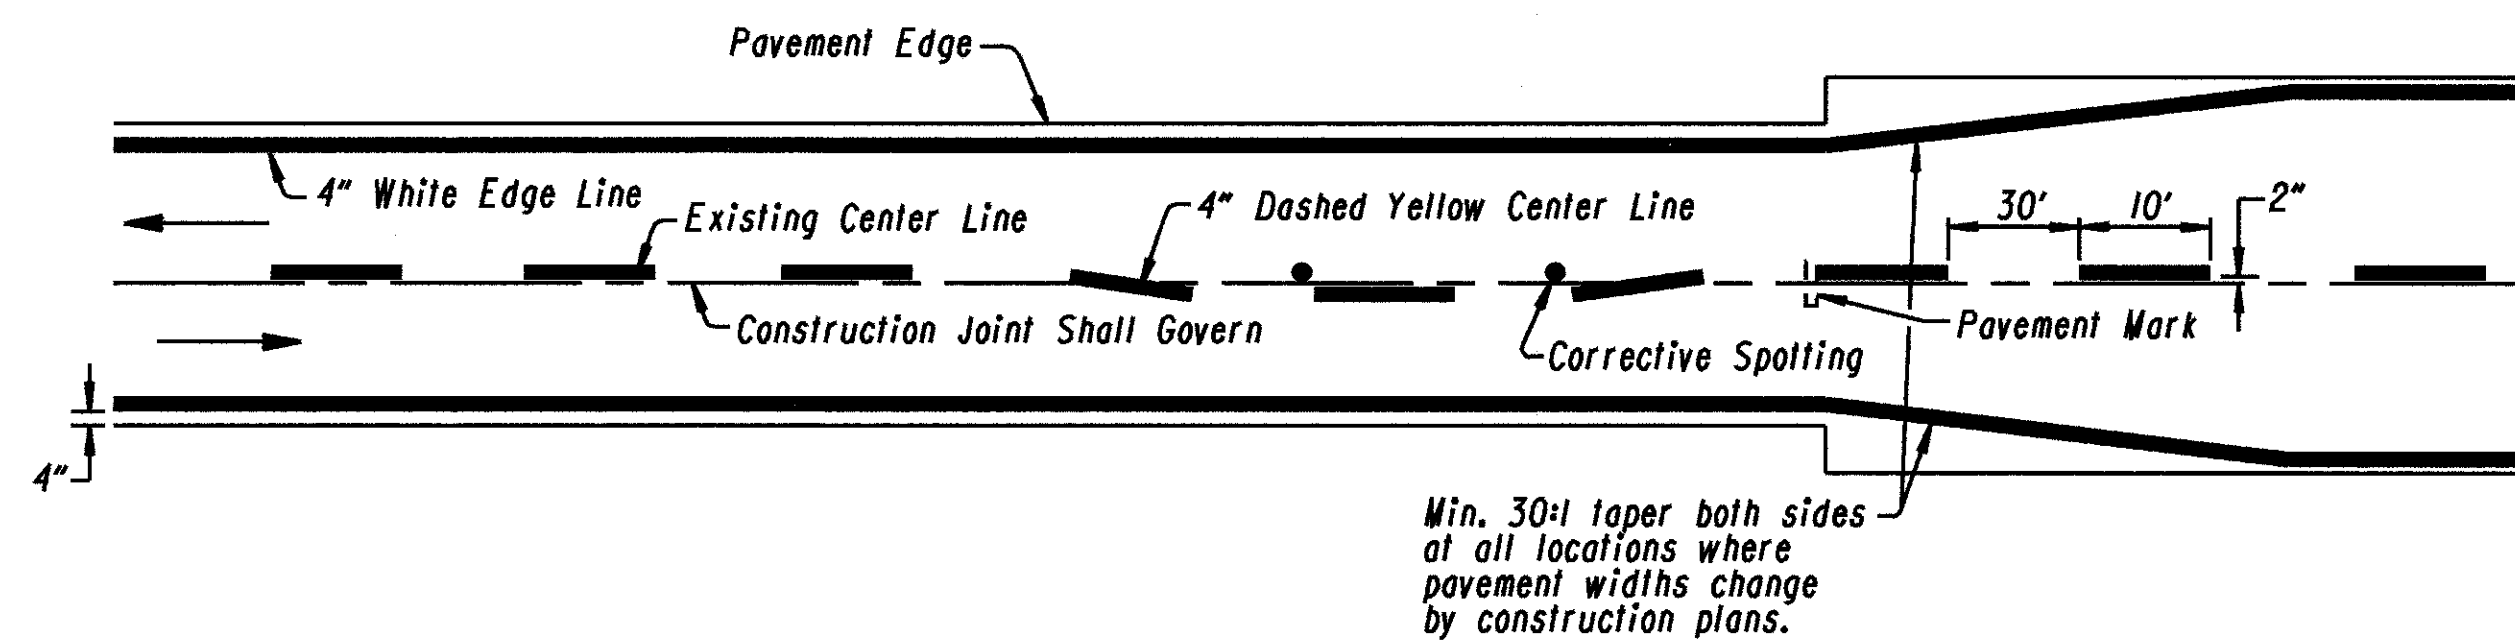 Pavement Edge
4" White Edge Line
Existing Center Line
4" Dashed Yellow Center Line
30'
10'
2"
Construction Joint Shall Govern
Corrective Spotting
Pavement Mark
4"
Min. 30:1 taper both sides
at all locations where
pavement widths change
by construction plans.